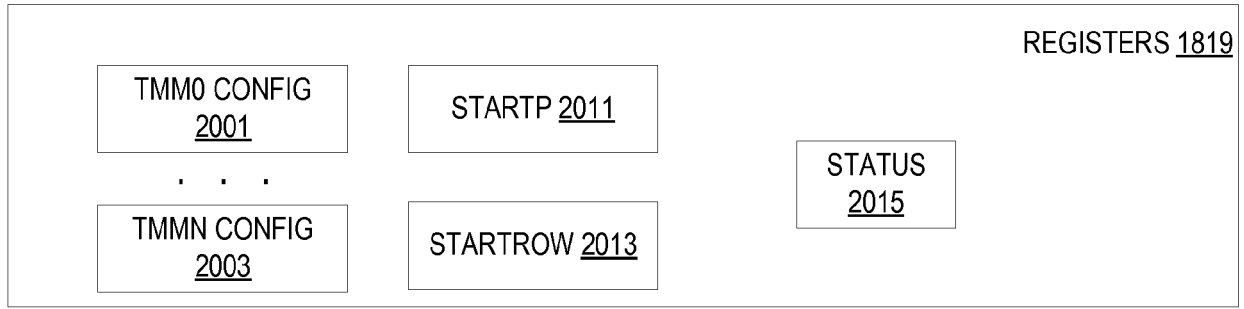 REGISTERS 1819
TMM0 CONFIG
2001
STARTP 2011
STATUS
2015
. . .
TMMN CONFIG
2003
STARTROW 2013